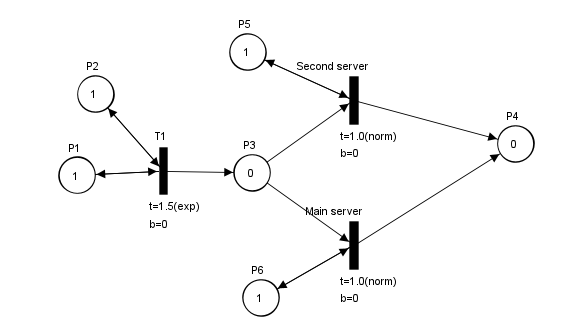 P5
1
Second server
t=1.0(norm)
b=0
P2
1
T1
P1
1
t=1.5(exp)
b=0
P3
0
P4
0
Main server
t=1.0(norm)
b=0
P6
1